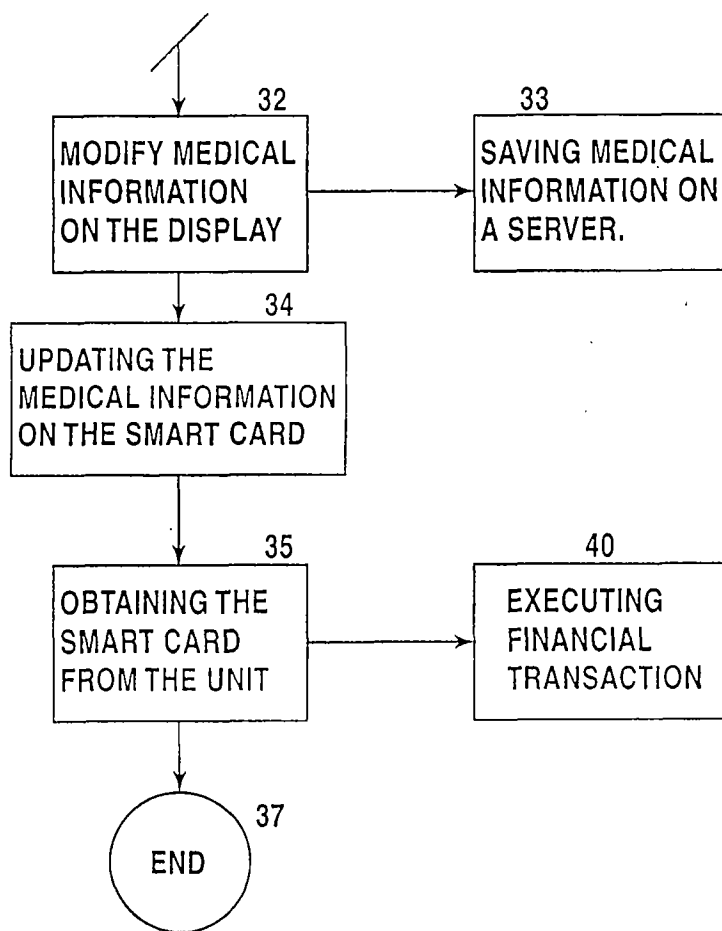 32
MODIFY MEDICAL
INFORMATION
ON THE DISPLAY
33
SAVING MEDICAL
INFORMATION ON
A SERVER.
34
UPDATING THE
MEDICAL INFORMATION
ON THE SMART CARD
35
OBTAINING THE
SMART CARD
FROM THE UNIT
40
EXECUTING
FINANCIAL
TRANSACTION
37
END